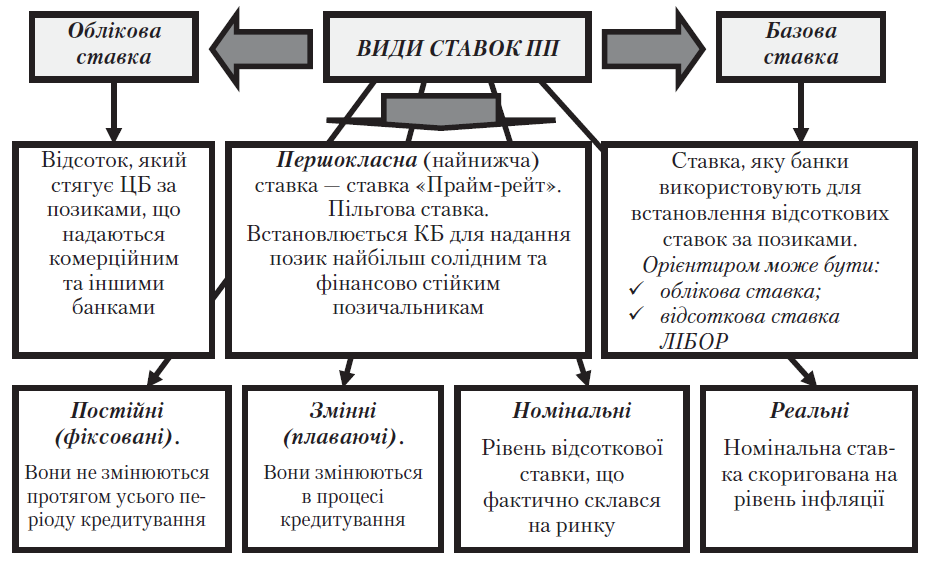 Облікова
ставка
ВИДИ СТАВОК ПП
Базова
ставка
Відсоток, який
стягує ЦБ за
позиками, що
надаються
комерційним
та іншими
банками
Першокласна (найнижча)
ставка — ставка «Прайм-рейт».
Пільгова ставка.
Встановлюється КБ для надання
позик найбільш солідним та
фінансово стійким
позичальникам
Ставка, яку банки
використовують для
встановлення відсоткових
ставок за позиками.
Орієнтиром може бути:
✓ облікова ставка;
✓ відсоткова ставка
ЛІБОР
Постійні
(фіксовані).
Вони не змінюються
протягом усього пе-
ріоду кредитування
Змінні
(плаваючі).
Вони змінюються
в процесі
кредитування
Номінальні
Рівень відсоткової
ставки, що
фактично склався
на ринку
Реальні
Номінальна став-
ка скоригована на
рівень інфляції